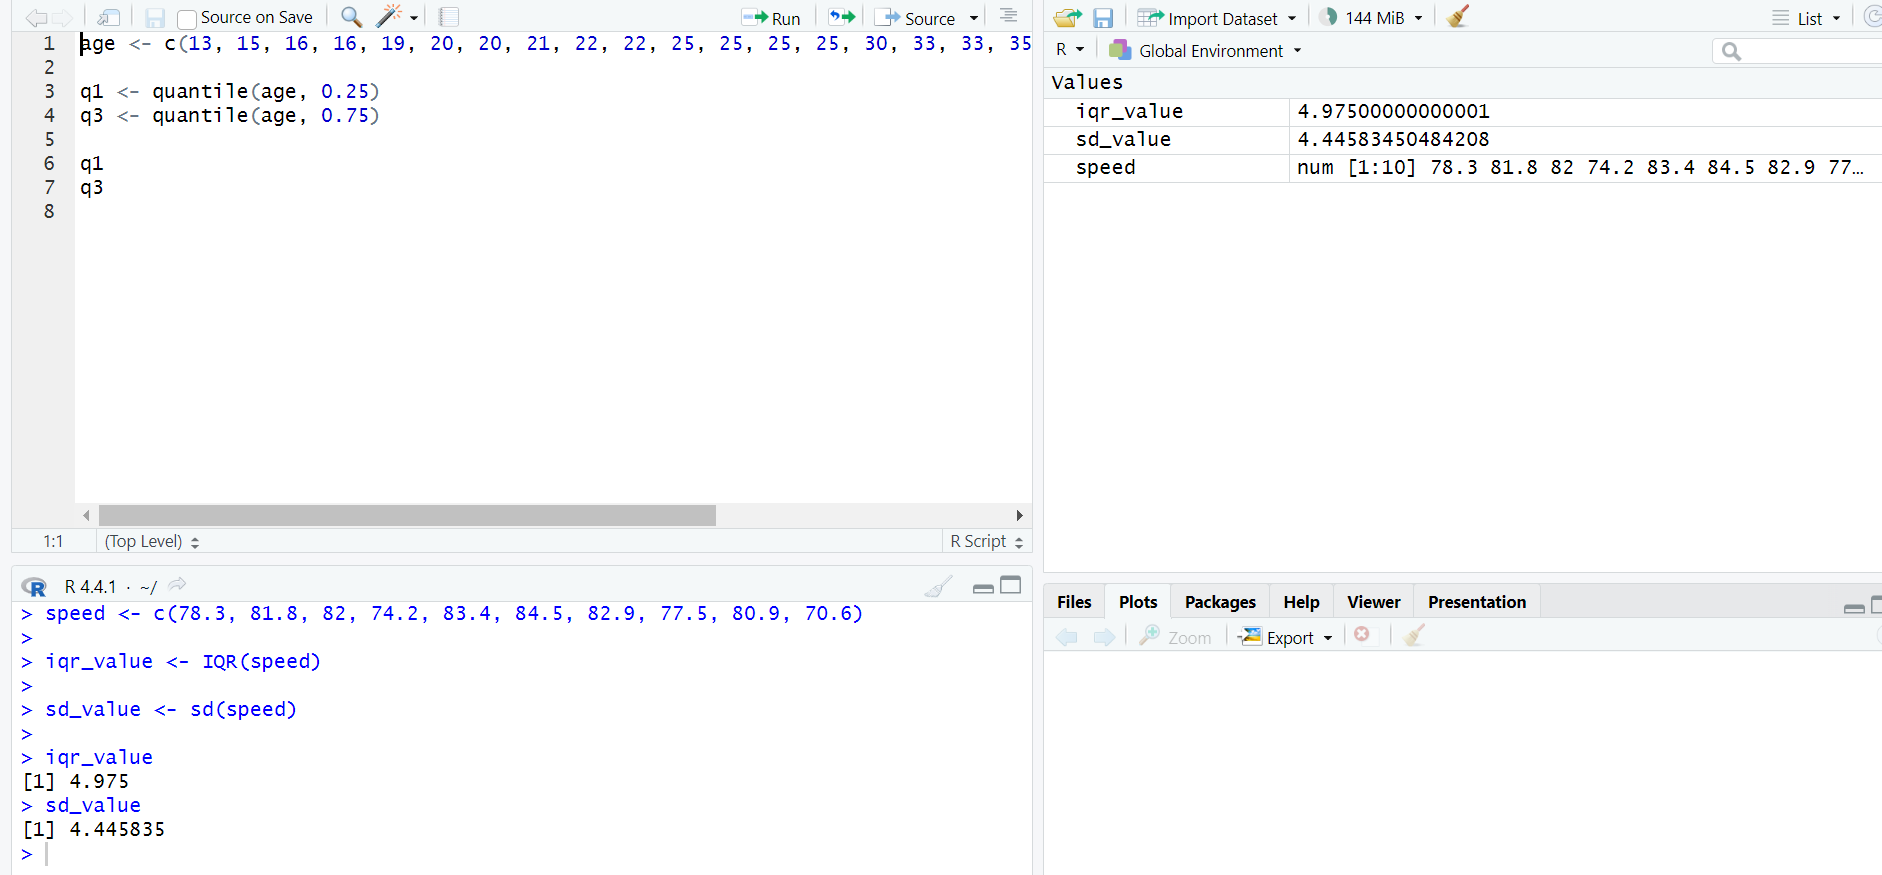 Source on Save
Run
Source
1 age <- c(13, 15, 16, 16, 19, 20, 20, 21, 22, 22, 25, 25, 25, 25, 30, 33, 33, 35
2
3 q1 <- quantile(age, 0.25)
4 q3 <- quantile(age, 0.75)
5
6 q1
7 q3
8
1:1 (Top Level) R Script
R 4.4.1 · ~/
> speed <- c(78.3, 81.8, 82, 74.2, 83.4, 84.5, 82.9, 77.5, 80.9, 70.6)
>
> iqr_value <- IQR(speed)
>
> sd_value <- sd(speed)
>
> iqr_value
[1] 4.975
> sd_value
[1] 4.445835
>
Import Dataset 144 MiB List
R Global Environment
Values
iqr_value 4.97500000000001
sd_value 4.44583450484208
speed num [1:10] 78.3 81.8 82 74.2 83.4 84.5 82.9 77…
Files Plots Packages Help Viewer Presentation
Zoom Export